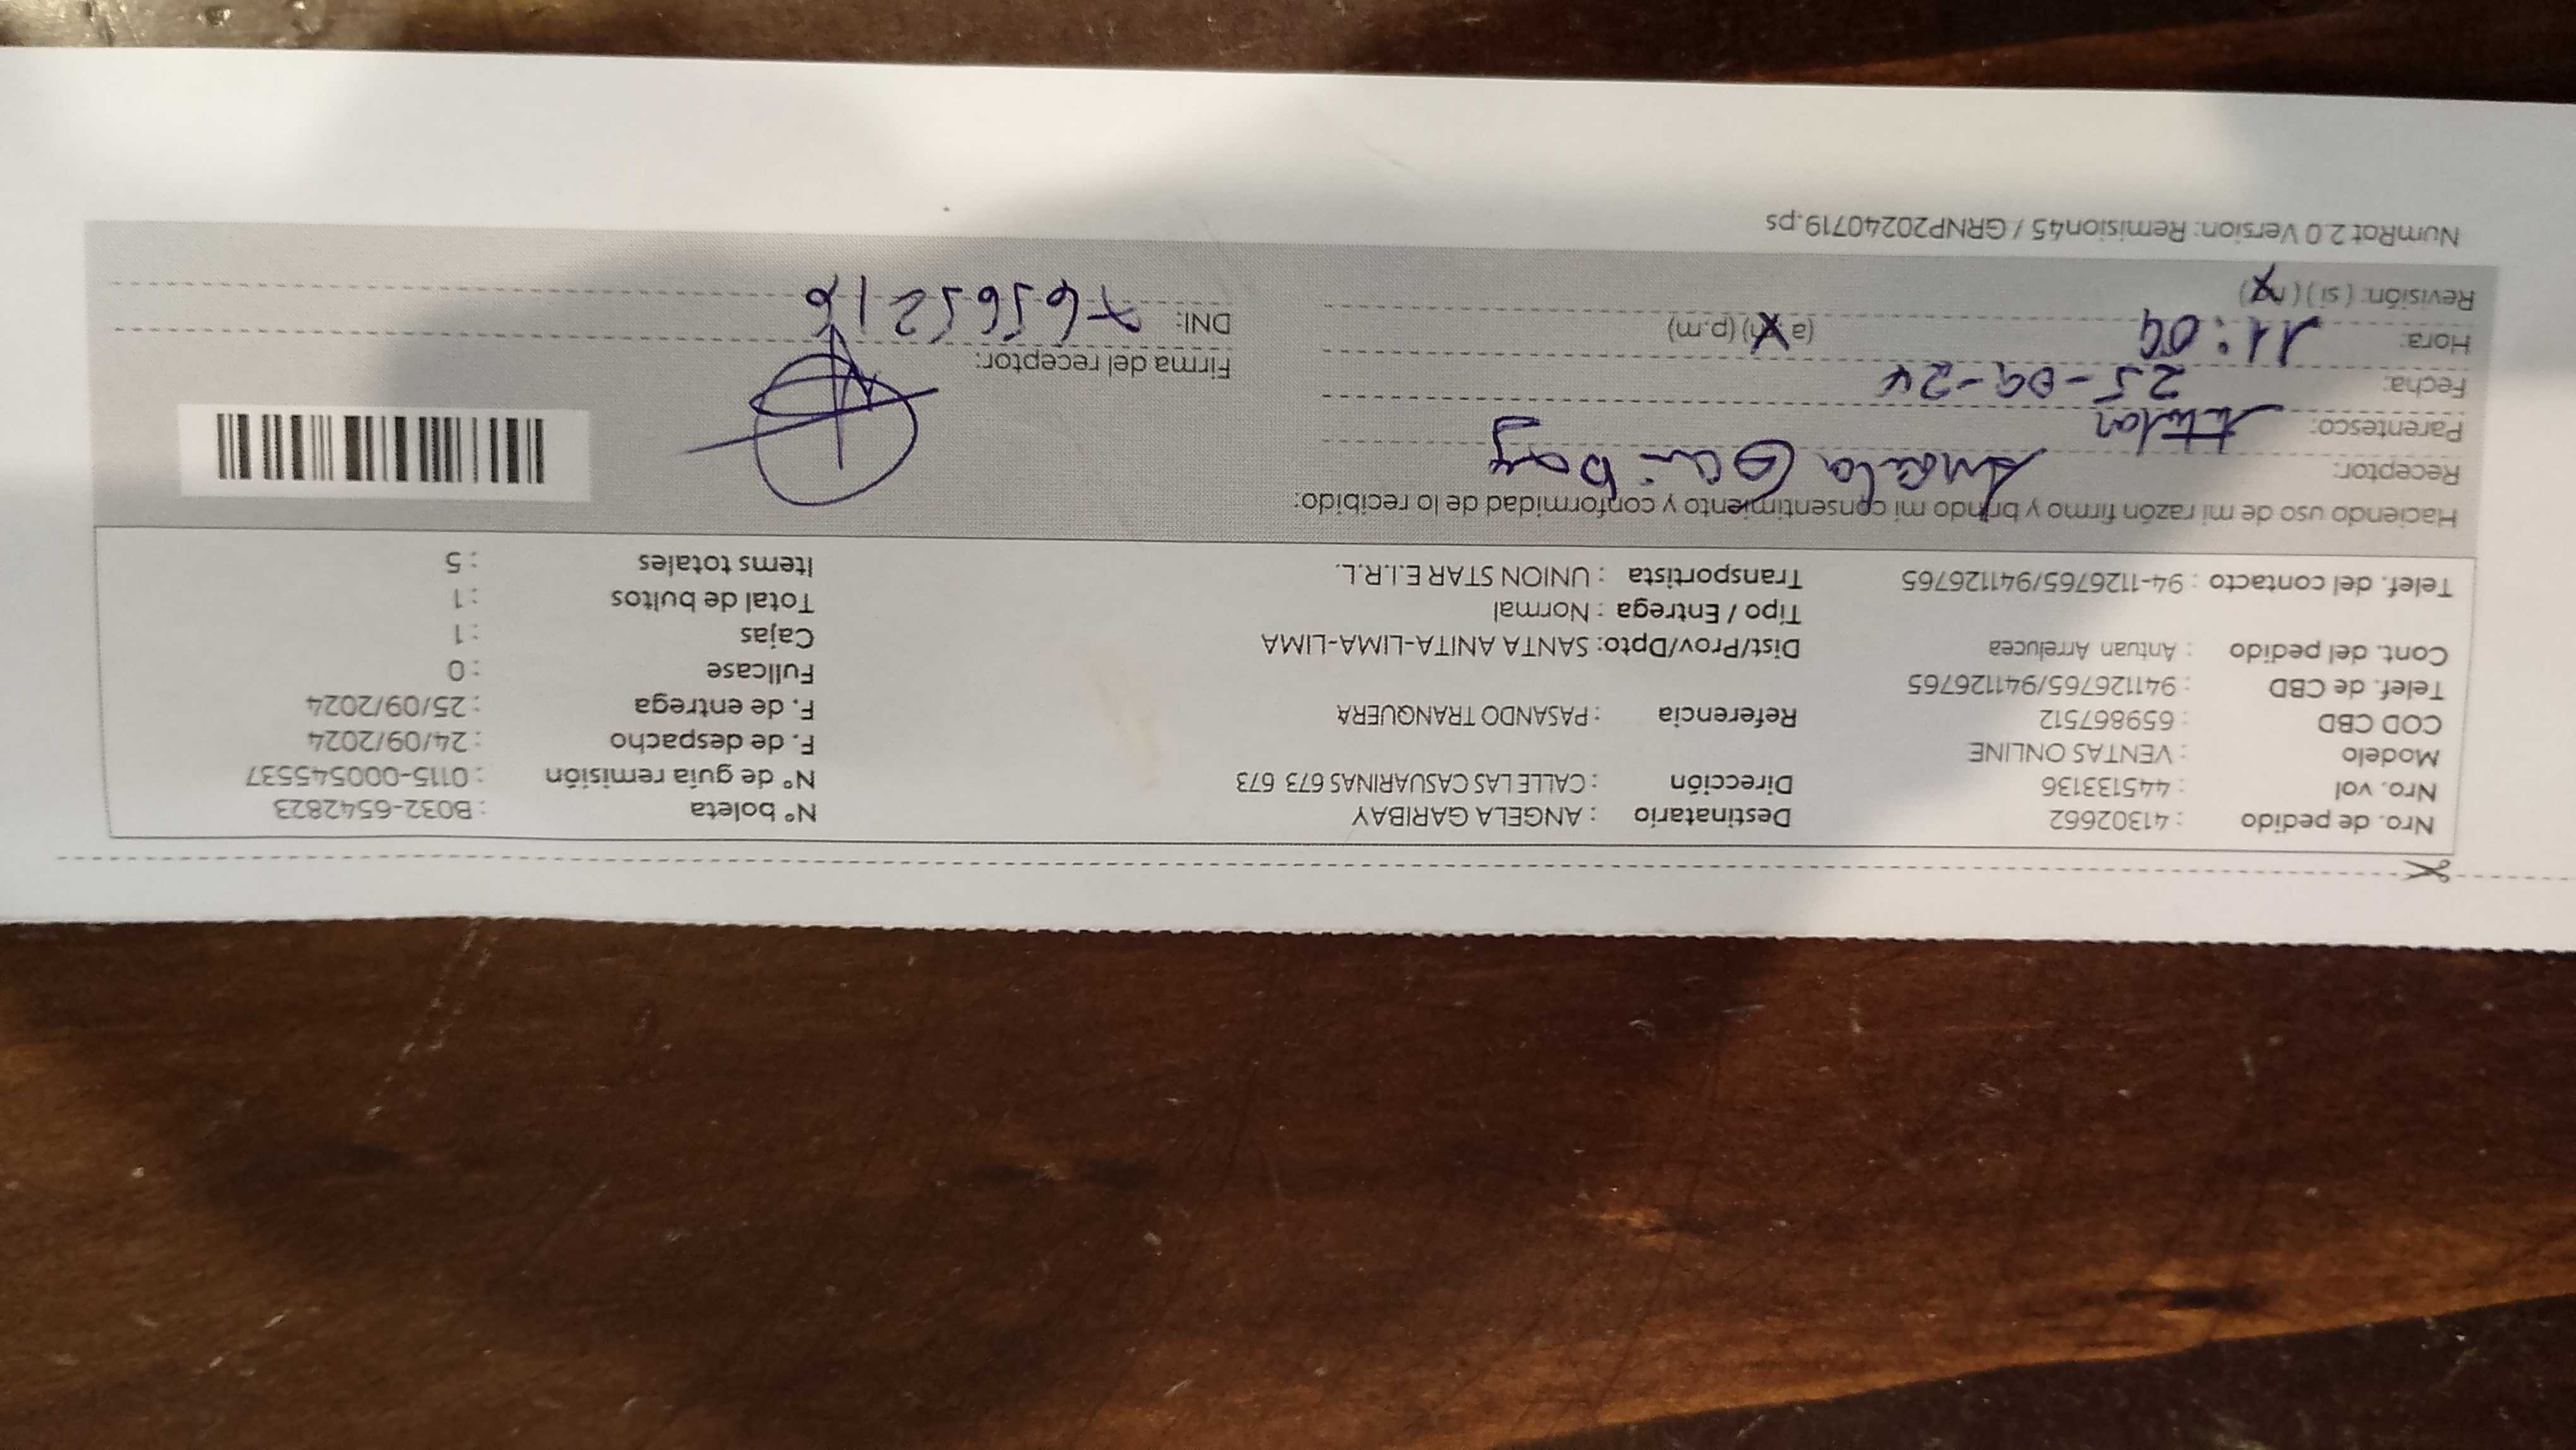 Nro. de pedido : 41302662 Destinatario : ANGELA GARIBAY N° boleta : B032-6542823
Nro. vol : 445133136 Dirección : CALLE LAS CASUARINAS 673 673 N° de guía remisión : 0115-000545537
Modelo : VENTAS ONLINE F. de despacho : 24/09/2024
COD CBD : 659867512 Referencia : PASANDO TRANQUERA F. de entrega : 25/09/2024
Telef. de CBD : 941126765/941126765 Fullcase : 0
Cont. del pedido : Antuan Arrelucea Dist/Prov/Dpto: SANTA ANITA-LIMA-LIMA Cajas : 1
Tipo / Entrega : Normal Total de bultos : 1
Telef. del contacto : 94-1126765/941126765 Transportista : UNION STAR E.I.R.L. Items totales : 5
Haciendo uso de mi razón firmo y brindo mi consentimiento y conformidad de lo recibido:
Receptor: Angela Garibay
Parentesco: titular
Fecha: 25-09-24 Firma del receptor:
Hora: 11:04 (a.m) (p.m) DNI: 76565216
Revisión: (si) (no)
NumRot 2.0 Version: Remision45 / GRNP20240719.ps